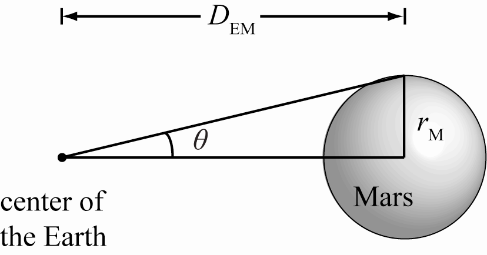 D_EM
θ
r_M
Mars
center of
the Earth